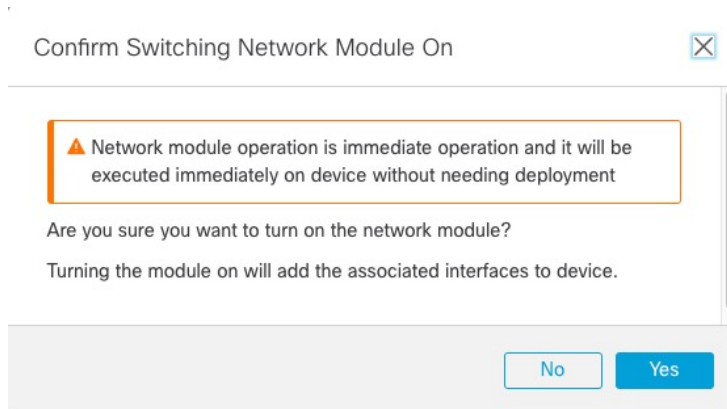 Confirm Switching Network Module On
Network module operation is immediate operation and it will be
executed immediately on device without needing deployment
Are you sure you want to turn on the network module?
Turning the module on will add the associated interfaces to device.
No
Yes